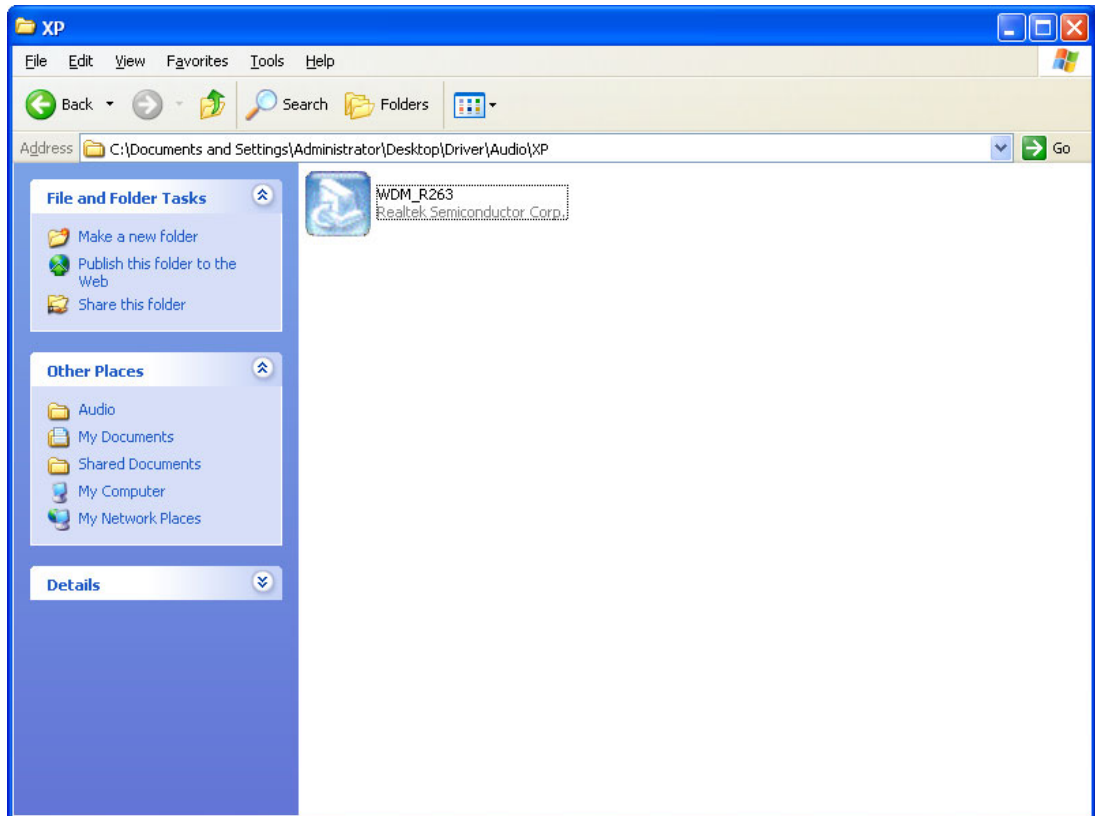 XP
File Edit View Favorites Tools Help
Back Search Folders
Address C:\Documents and Settings\Administrator\Desktop\Driver\Audio\XP Go
File and Folder Tasks
Make a new folder
Publish this folder to the
Web
Share this folder
Other Places
Audio
My Documents
Shared Documents
My Computer
My Network Places
Details
WDM_R263
Realtek Semiconductor Corp.